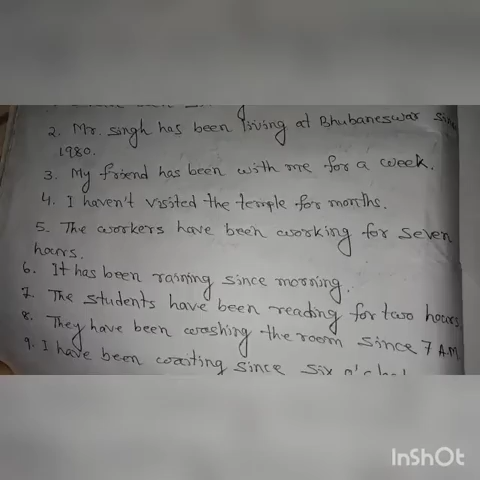 2. Mr. Singh has been living at Bhubaneswar since
1980.
3. My friend has been with me for a week.
4. I haven't visited the temple for months.
5. The workers have been working for seven
hours.
6. It has been raining since morning.
7. The students have been reading for two hours
8. They have been washing the room since 7 A.M.
9. I have been waiting since six o'clock
InShOt